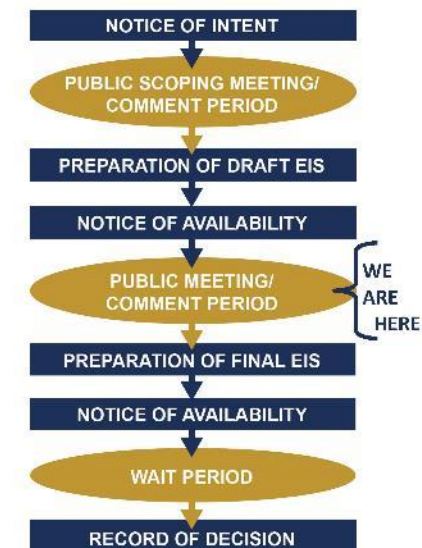 NOTICE OF INTENT
PUBLIC SCOPING MEETING/
COMMENT PERIOD
PREPARATION OF DRAFT EIS
NOTICE OF AVAILABILITY
PUBLIC MEETING/
COMMENT PERIOD
WE
ARE
HERE
PREPARATION OF FINAL EIS
NOTICE OF AVAILABILITY
WAIT PERIOD
RECORD OF DECISION